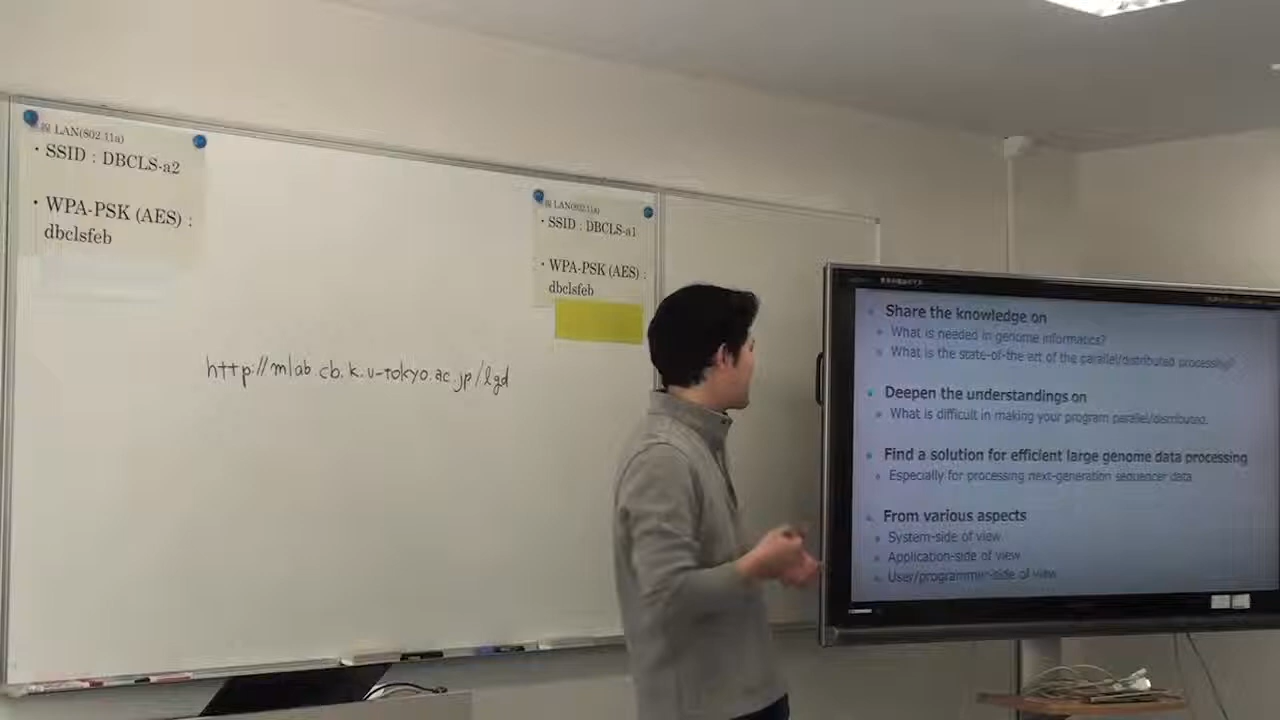 LAN(802.11a)
・SSID : DBCLS-a2
・WPA-PSK (AES) :
dbclsfeb
LAN(802.11a)
・SSID : DBCLS-a1
・WPA-PSK (AES) :
dbclsfeb
http://mlab.cb.k.u-tokyo.ac.jp/lgd
Share the knowledge on
What is needed in genome informatics?
What is the state-of-the art of the parallel/distributed processing?
Deepen the understandings on
What is difficult in making your program parallel/distributed.
Find a solution for efficient large genome data processing
Especially for processing next-generation sequencer data
From various aspects
System-side of view
Application-side of view
User/programmer-side of view